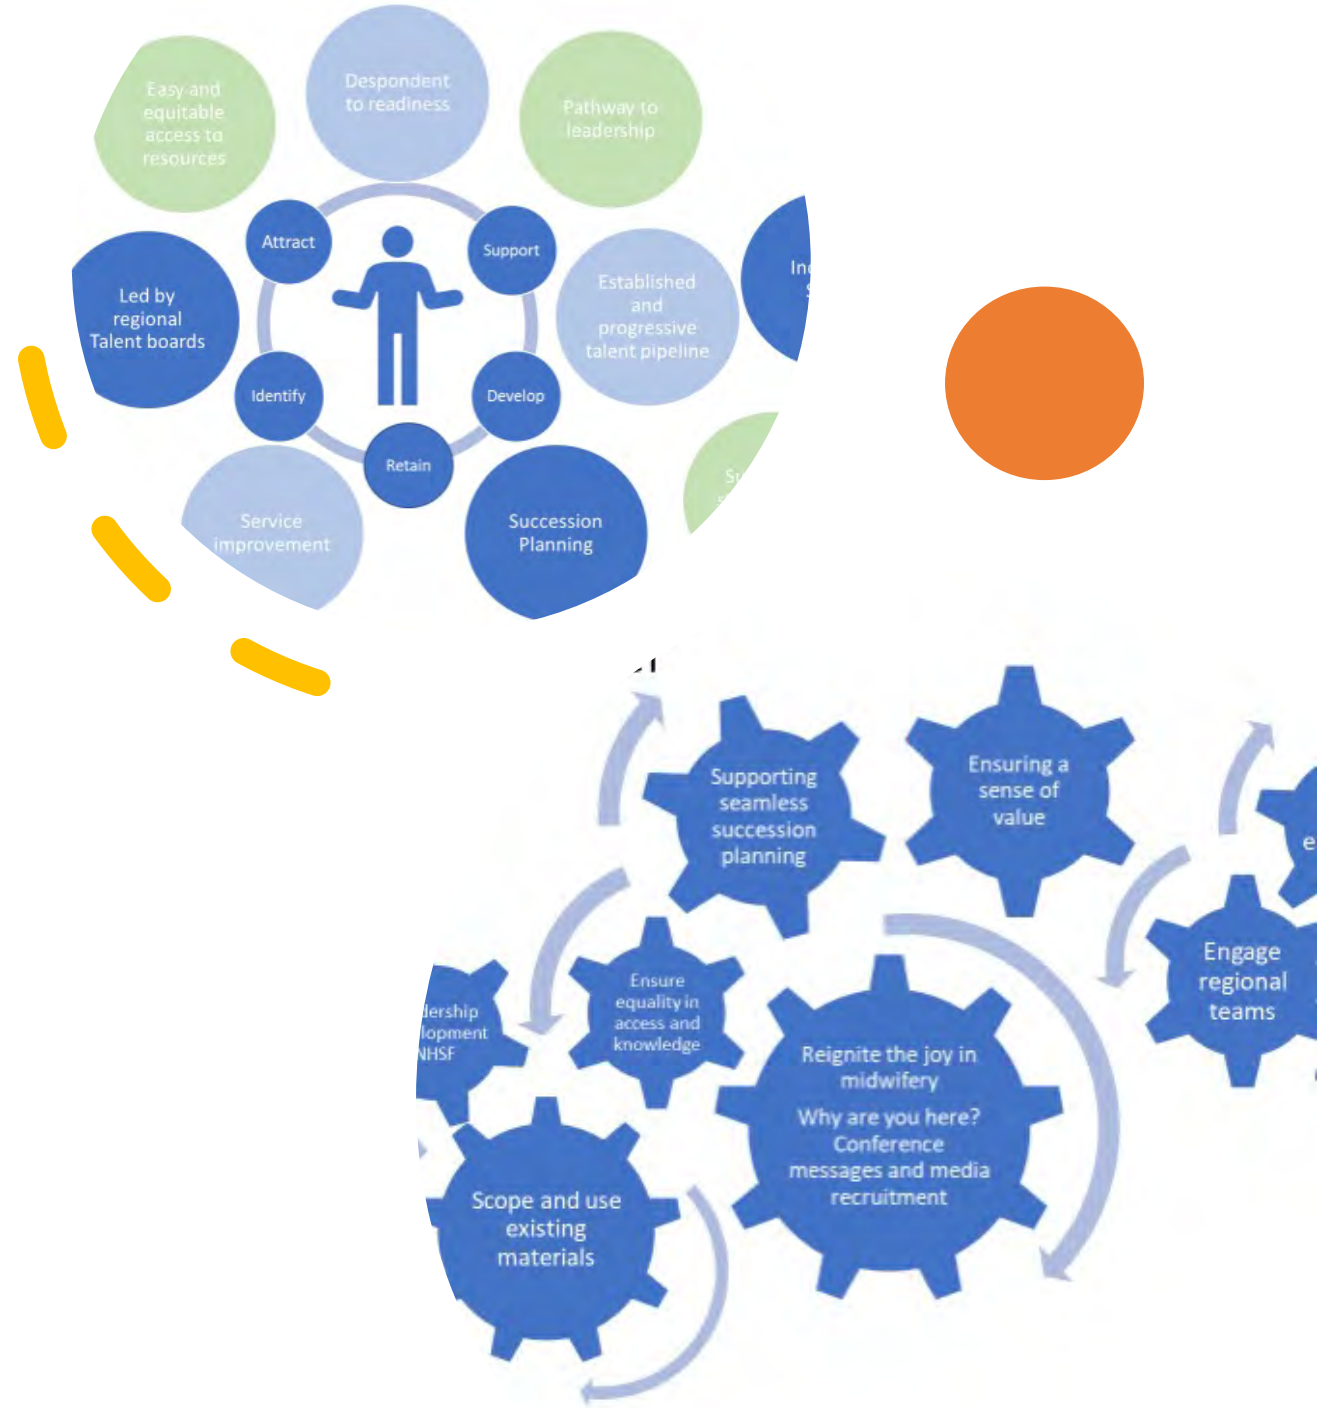 Easy and
equitable
access to
resources
Despondent
to readiness
Pathway to
leadership
Attract
Support
Led by
regional
Talent boards
Established
and
progressive
talent pipeline
Identify
Develop
Retain
Service
improvement
Succession
Planning
Supporting
seamless
succession
planning
Ensuring a
sense of
value
Ensure
equality in
access and
knowledge
Engage
regional
teams
NHSF
Reignite the joy in
midwifery
Why are you here?
Conference
messages and media
recruitment
Scope and use
existing
materials